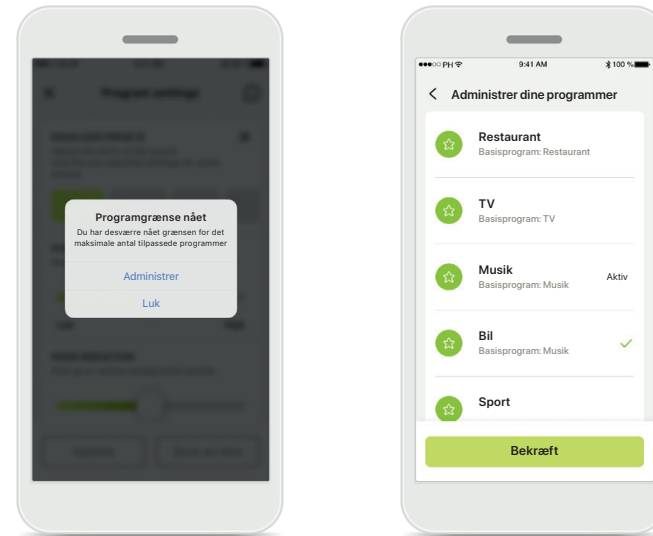 Program settings
Programgrænse nået
Du har desværre nået grænsen for det
maksimale antal tilpassede programmer
Administrer
Luk
PH
9:41 AM
100 %
Administrer dine programmer
Restaurant
Basisprogram: Restaurant
TV
Basisprogram: TV
Musik
Basisprogram: Musik
Aktiv
Bil
Basisprogram: Musik
Sport
Bekræft